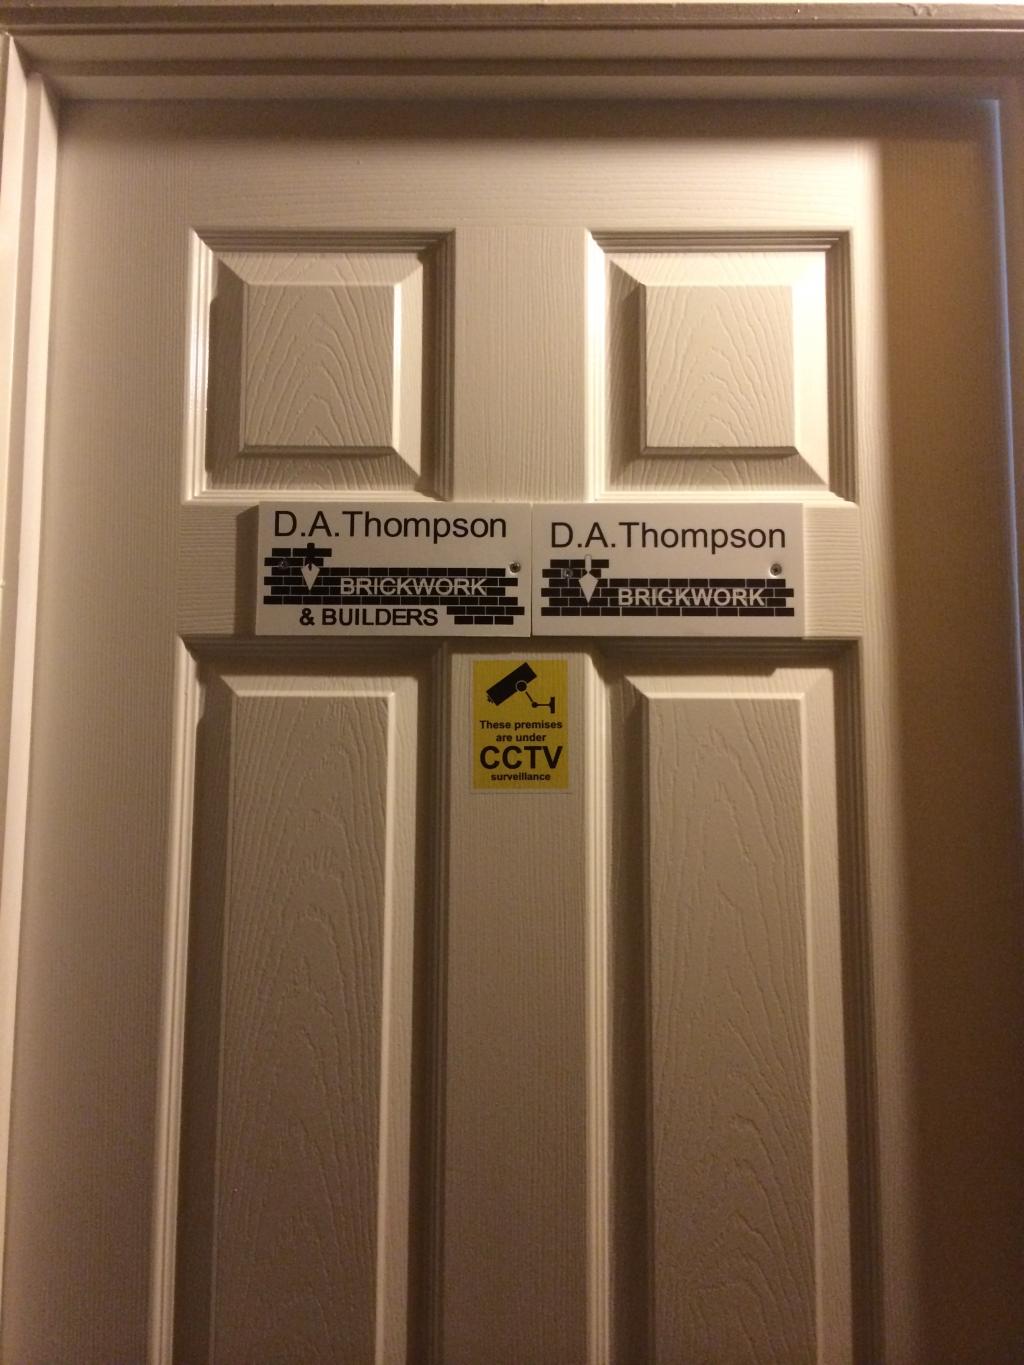 D.A.Thompson
BRICKWORK
& BUILDERS
D.A.Thompson
BRICKWORK
These premises
are under
CCTV
surveillance